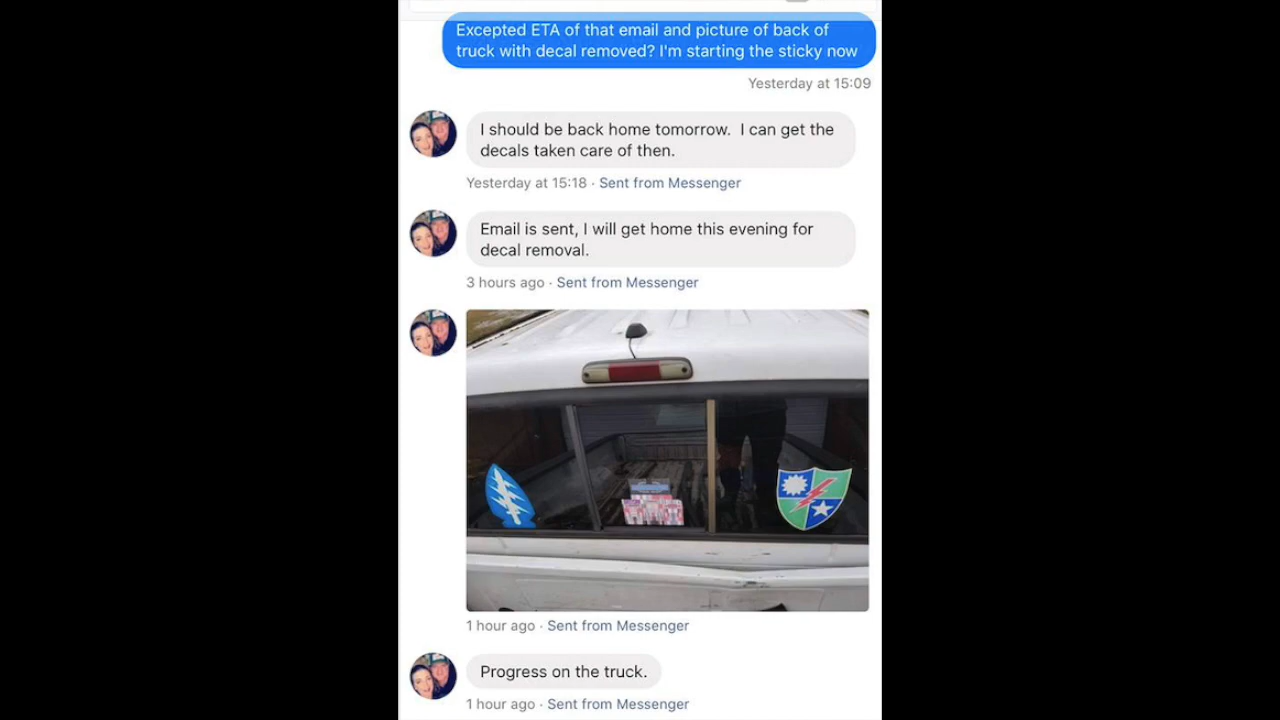 Excepted ETA of that email and picture of back of
truck with decal removed? I'm starting the sticky now
Yesterday at 15:09
I should be back home tomorrow.  I can get the
decals taken care of then.
Yesterday at 15:18 · Sent from Messenger
Email is sent, I will get home this evening for
decal removal.
3 hours ago · Sent from Messenger
1 hour ago · Sent from Messenger
Progress on the truck.
1 hour ago · Sent from Messenger